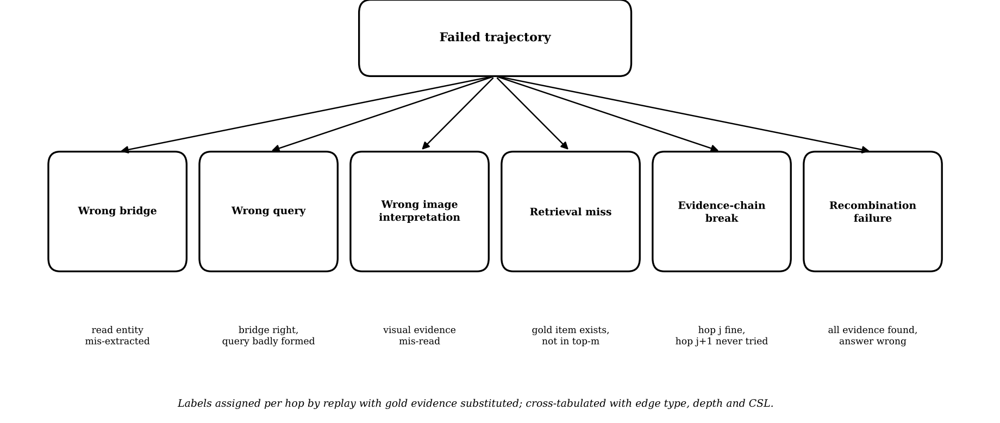 Failed trajectory
Wrong bridge
Wrong query
Wrong image
interpretation
Retrieval miss
Evidence-chain
break
Recombination
failure
read entity
mis-extracted
bridge right,
query badly formed
visual evidence
mis-read
gold item exists,
not in top-m
hop j fine,
hop j+1 never tried
all evidence found,
answer wrong
Labels assigned per hop by replay with gold evidence substituted; cross-tabulated with edge type, depth and CSL.